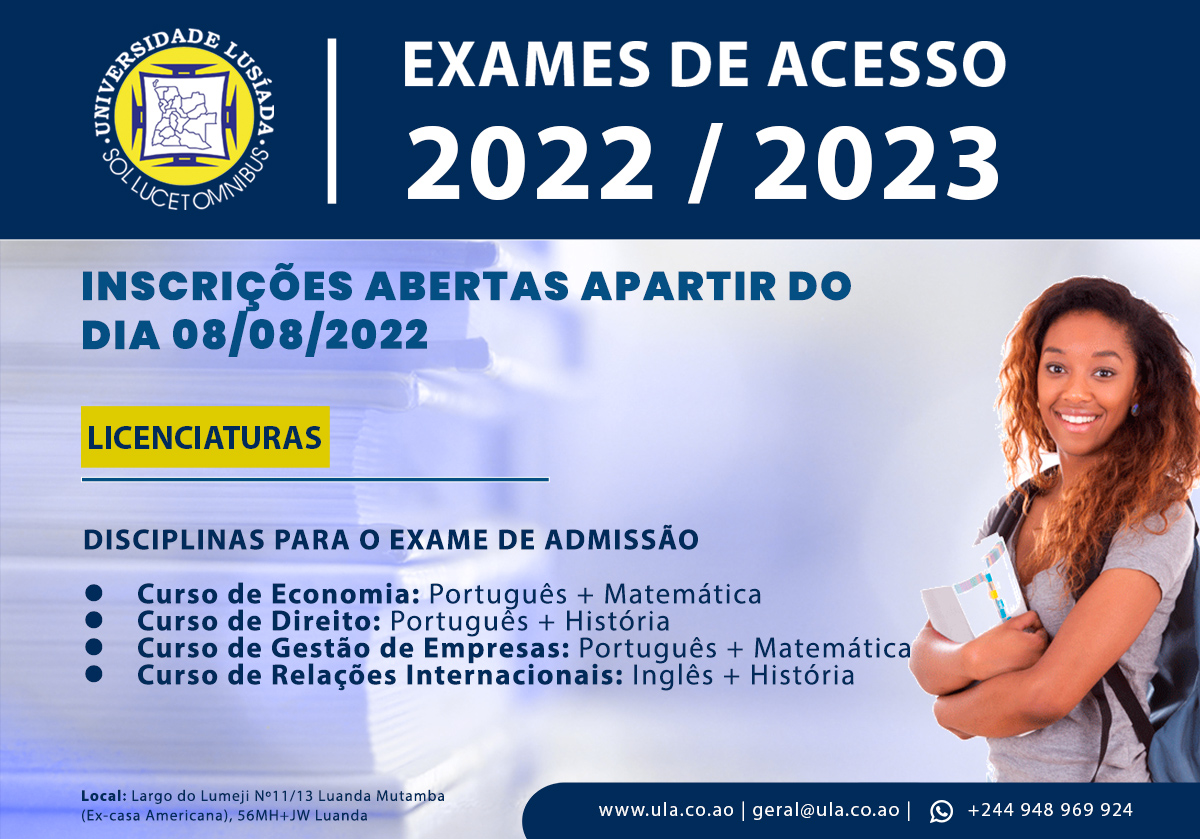 UNIVERSIDADE LUSÍADA
SOL LUCET OMNIBUS
EXAMES DE ACESSO
2022 / 2023
INSCRIÇÕES ABERTAS APARTIR DO
DIA 08/08/2022
LICENCIATURAS
DISCIPLINAS PARA O EXAME DE ADMISSÃO
● Curso de Economia: Português + Matemática
● Curso de Direito: Português + História
● Curso de Gestão de Empresas: Português + Matemática
● Curso de Relações Internacionais: Inglês + História
Local: Largo do Lumeji Nº11/13 Luanda Mutamba
(Ex-casa Americana), 56MH+JW Luanda
www.ula.co.ao | geral@ula.co.ao | +244 948 969 924